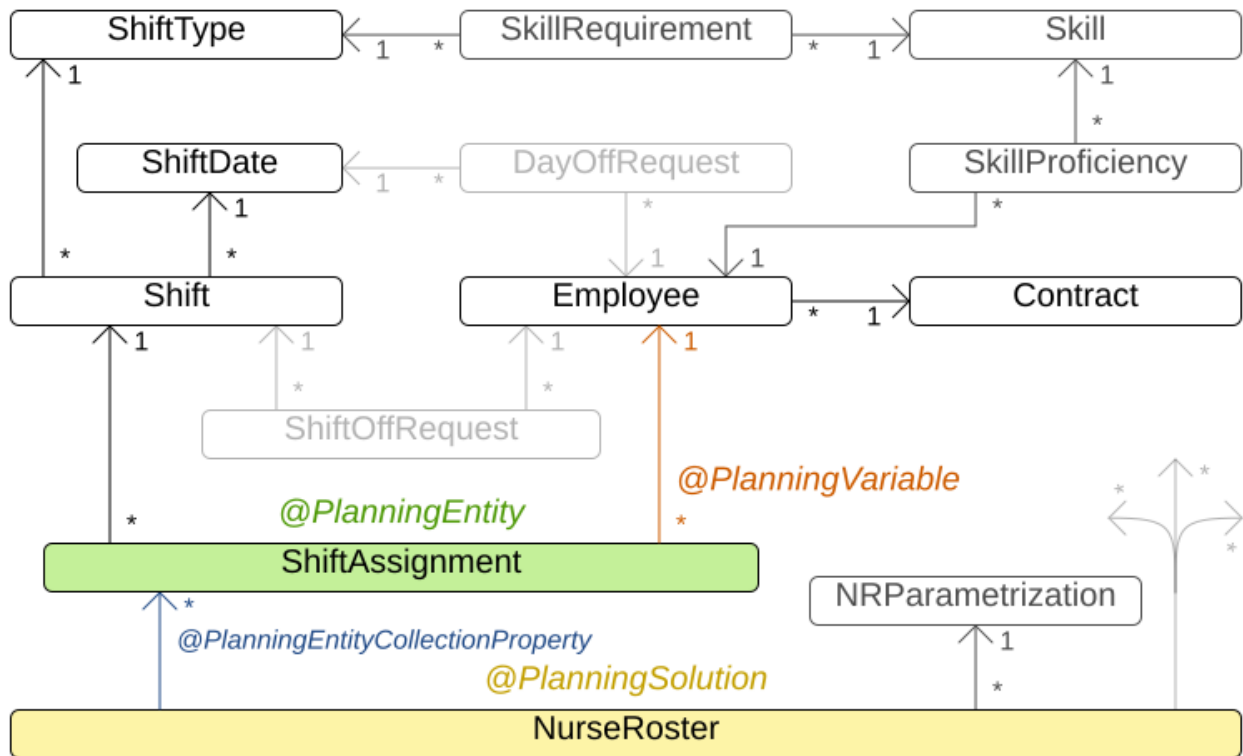 ShiftType
1
*
SkillRequirement
*
1
Skill
1
1
*
ShiftDate
1
*
DayOffRequest
SkillProficiency
1
*
*
*
*
1
1
Shift
Employee
*
1
Contract
1
1
1
1
*
*
ShiftOffRequest
@PlanningVariable
*
*
@PlanningEntity
*
*
*
ShiftAssignment
NRParametrization
*
@PlanningEntityCollectionProperty
1
@PlanningSolution
*
NurseRoster